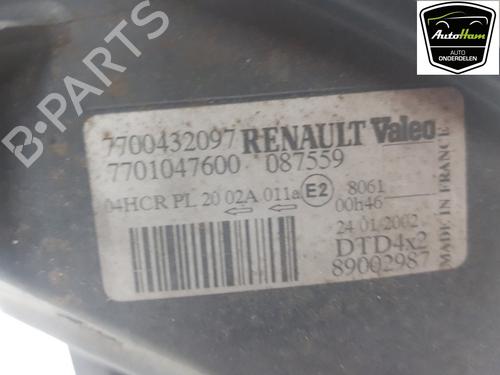 AutoHam
AUTO
ONDERDELEN
B-PARTS
7700432097 RENAULT Valeo
7701047600 087559
04HCR PL 20 02A 011a E2 8061
00h46
24 01/2002
DTD4x2
89002987
MADE IN FRANCE